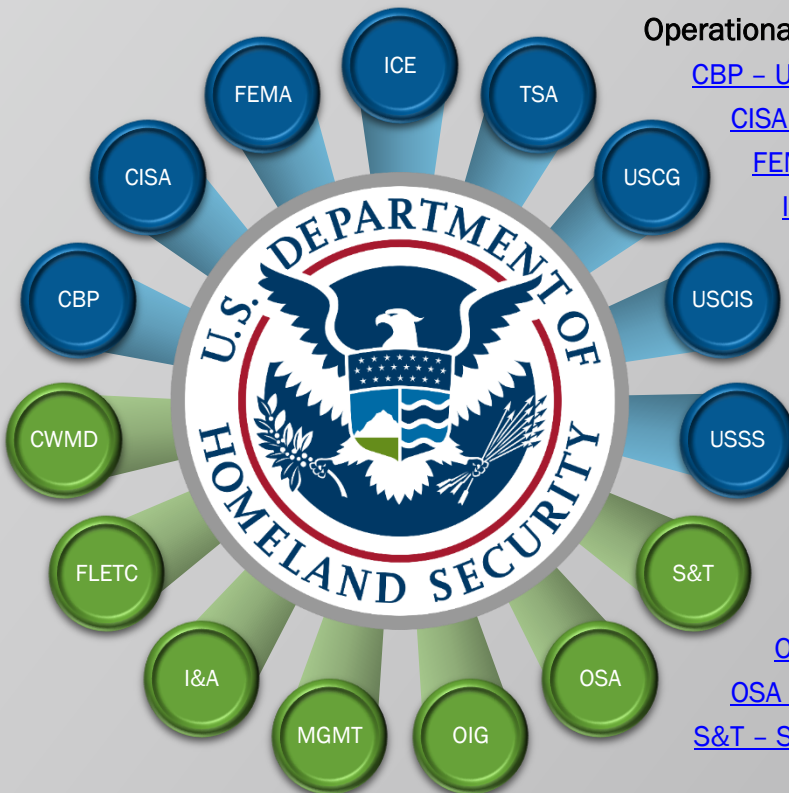 Operationa
CBP – U
CISA
FEM
I
ICE
FEMA
TSA
CISA
USCG
CBP
USCIS
CWMD
USSS
FLETC
S&T
I&A
OSA
MGMT
OIG
U.S. DEPARTMENT OF
HOMELAND SECURITY
O
OSA
S&T – S